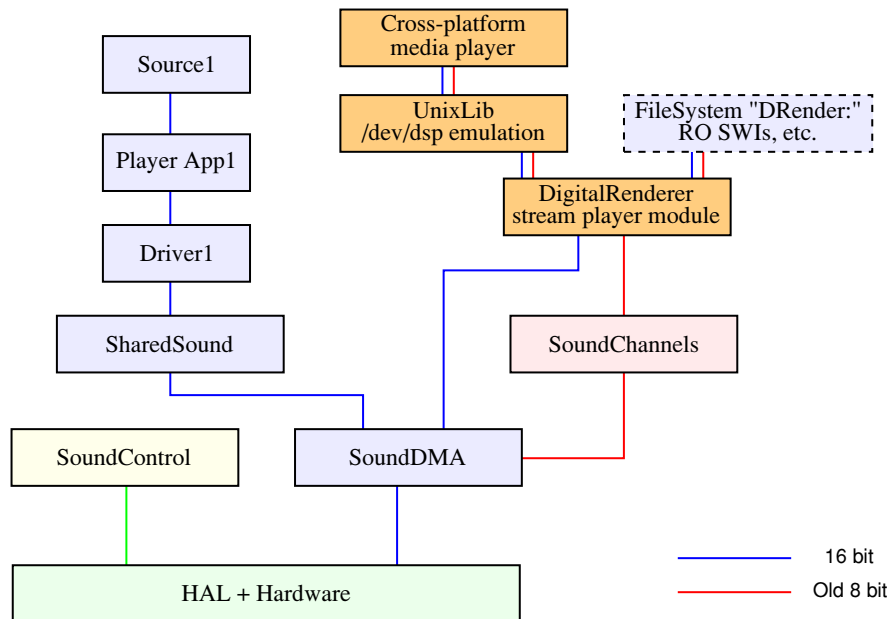 Cross-platform
media player
Source1
UnixLib
/dev/dsp emulation
FileSystem "DRender:"
RO SWIs, etc.
Player App1
DigitalRenderer
stream player module
Driver1
SharedSound
SoundChannels
SoundControl
SoundDMA
16 bit
HAL + Hardware
Old 8 bit